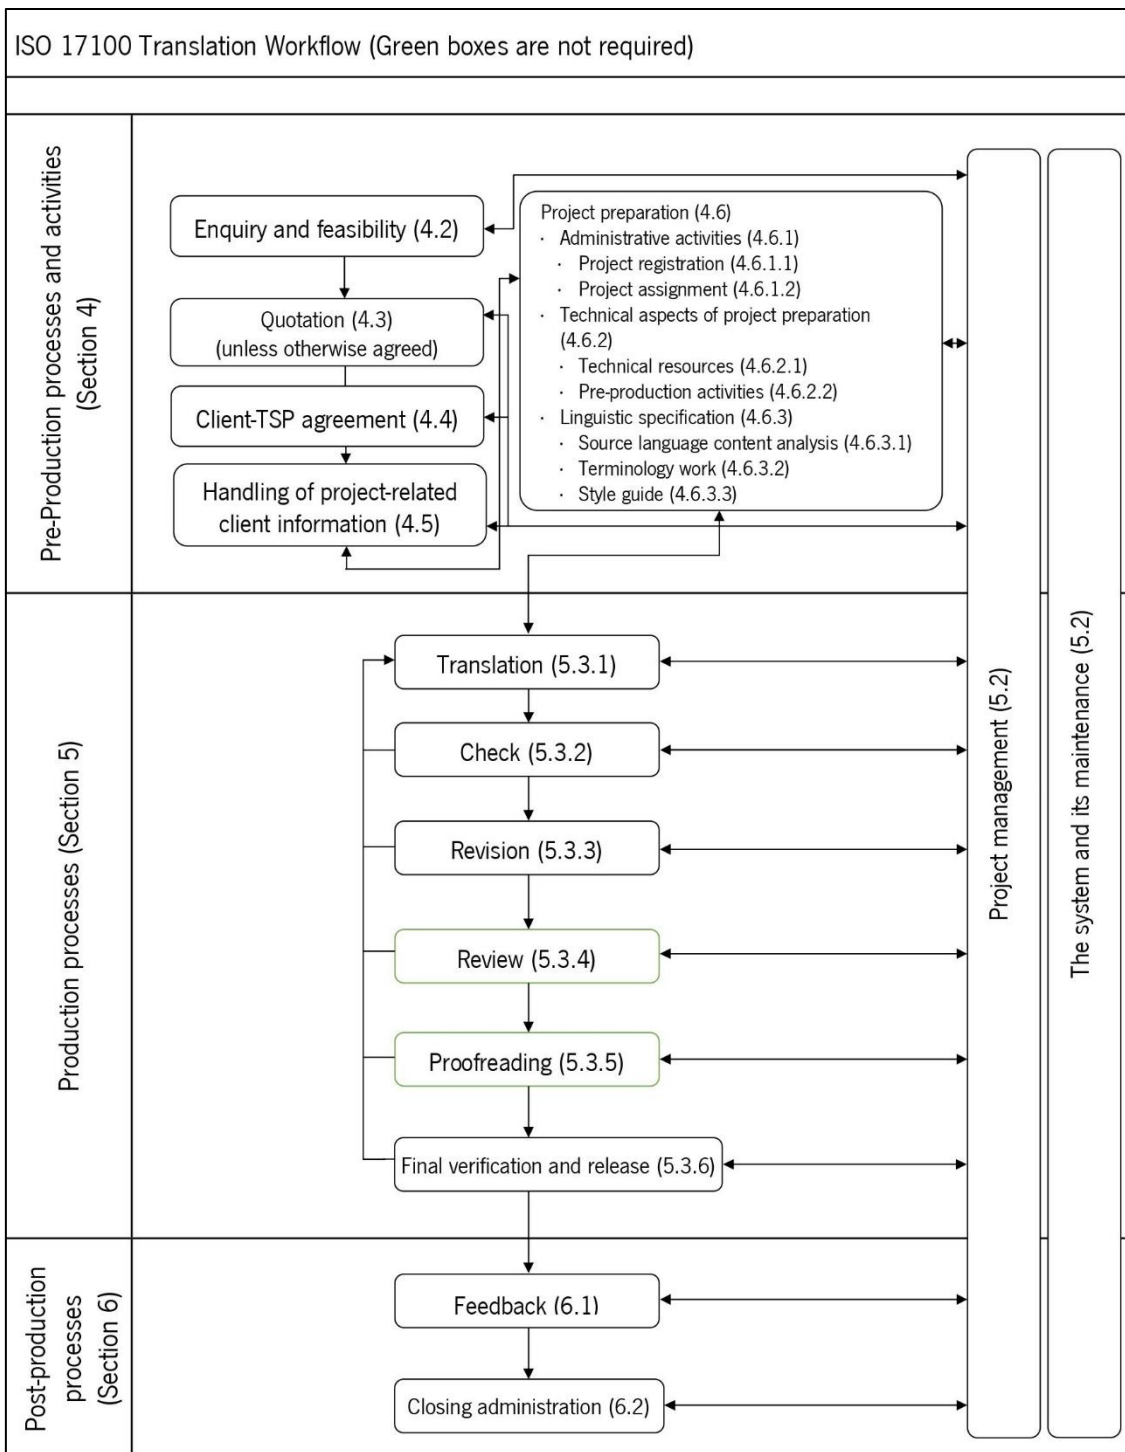 ISO 17100 Translation Workflow (Green boxes are not required)
Pre-Production processes and activities
(Section 4)
Enquiry and feasibility (4.2)
Quotation (4.3)
(unless otherwise agreed)
Client-TSP agreement (4.4)
Handling of project-related
client information (4.5)
Project preparation (4.6)
· Administrative activities (4.6.1)
· Project registration (4.6.1.1)
· Project assignment (4.6.1.2)
· Technical aspects of project preparation
(4.6.2)
· Technical resources (4.6.2.1)
· Pre-production activities (4.6.2.2)
· Linguistic specification (4.6.3)
· Source language content analysis (4.6.3.1)
· Terminology work (4.6.3.2)
· Style guide (4.6.3.3)
Production processes (Section 5)
Translation (5.3.1)
Check (5.3.2)
Revision (5.3.3)
Review (5.3.4)
Proofreading (5.3.5)
Final verification and release (5.3.6)
Post-production
processes
(Section 6)
Feedback (6.1)
Closing administration (6.2)
Project management (5.2)
The system and its maintenance (5.2)